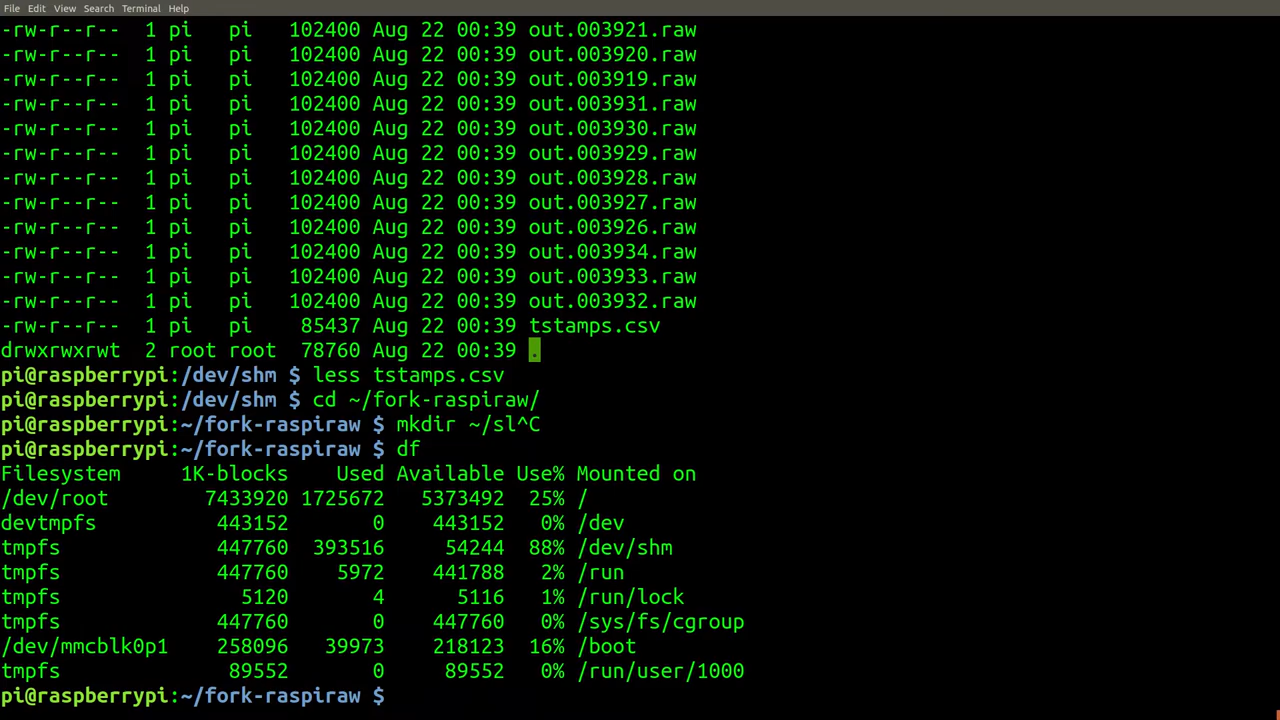 File Edit View Search Terminal Help
-rw-r--r-- 1 pi pi 102400 Aug 22 00:39 out.003921.raw
-rw-r--r-- 1 pi pi 102400 Aug 22 00:39 out.003920.raw
-rw-r--r-- 1 pi pi 102400 Aug 22 00:39 out.003919.raw
-rw-r--r-- 1 pi pi 102400 Aug 22 00:39 out.003931.raw
-rw-r--r-- 1 pi pi 102400 Aug 22 00:39 out.003930.raw
-rw-r--r-- 1 pi pi 102400 Aug 22 00:39 out.003929.raw
-rw-r--r-- 1 pi pi 102400 Aug 22 00:39 out.003928.raw
-rw-r--r-- 1 pi pi 102400 Aug 22 00:39 out.003927.raw
-rw-r--r-- 1 pi pi 102400 Aug 22 00:39 out.003926.raw
-rw-r--r-- 1 pi pi 102400 Aug 22 00:39 out.003934.raw
-rw-r--r-- 1 pi pi 102400 Aug 22 00:39 out.003933.raw
-rw-r--r-- 1 pi pi 102400 Aug 22 00:39 out.003932.raw
-rw-r--r-- 1 pi pi 85437 Aug 22 00:39 tstamps.csv
drwxrwxrwt 2 root root 78760 Aug 22 00:39 .
pi@raspberrypi:/dev/shm $ less tstamps.csv
pi@raspberrypi:/dev/shm $ cd ~/fork-raspiraw/
pi@raspberrypi:~/fork-raspiraw $ mkdir ~/sl^C
pi@raspberrypi:~/fork-raspiraw $ df
Filesystem 1K-blocks Used Available Use% Mounted on
/dev/root 7433920 1725672 5373492 25% /
devtmpfs 443152 0 443152 0% /dev
tmpfs 447760 393516 54244 88% /dev/shm
tmpfs 447760 5972 441788 2% /run
tmpfs 5120 4 5116 1% /run/lock
tmpfs 447760 0 447760 0% /sys/fs/cgroup
/dev/mmcblk0p1 258096 39973 218123 16% /boot
tmpfs 89552 0 89552 0% /run/user/1000
pi@raspberrypi:~/fork-raspiraw $